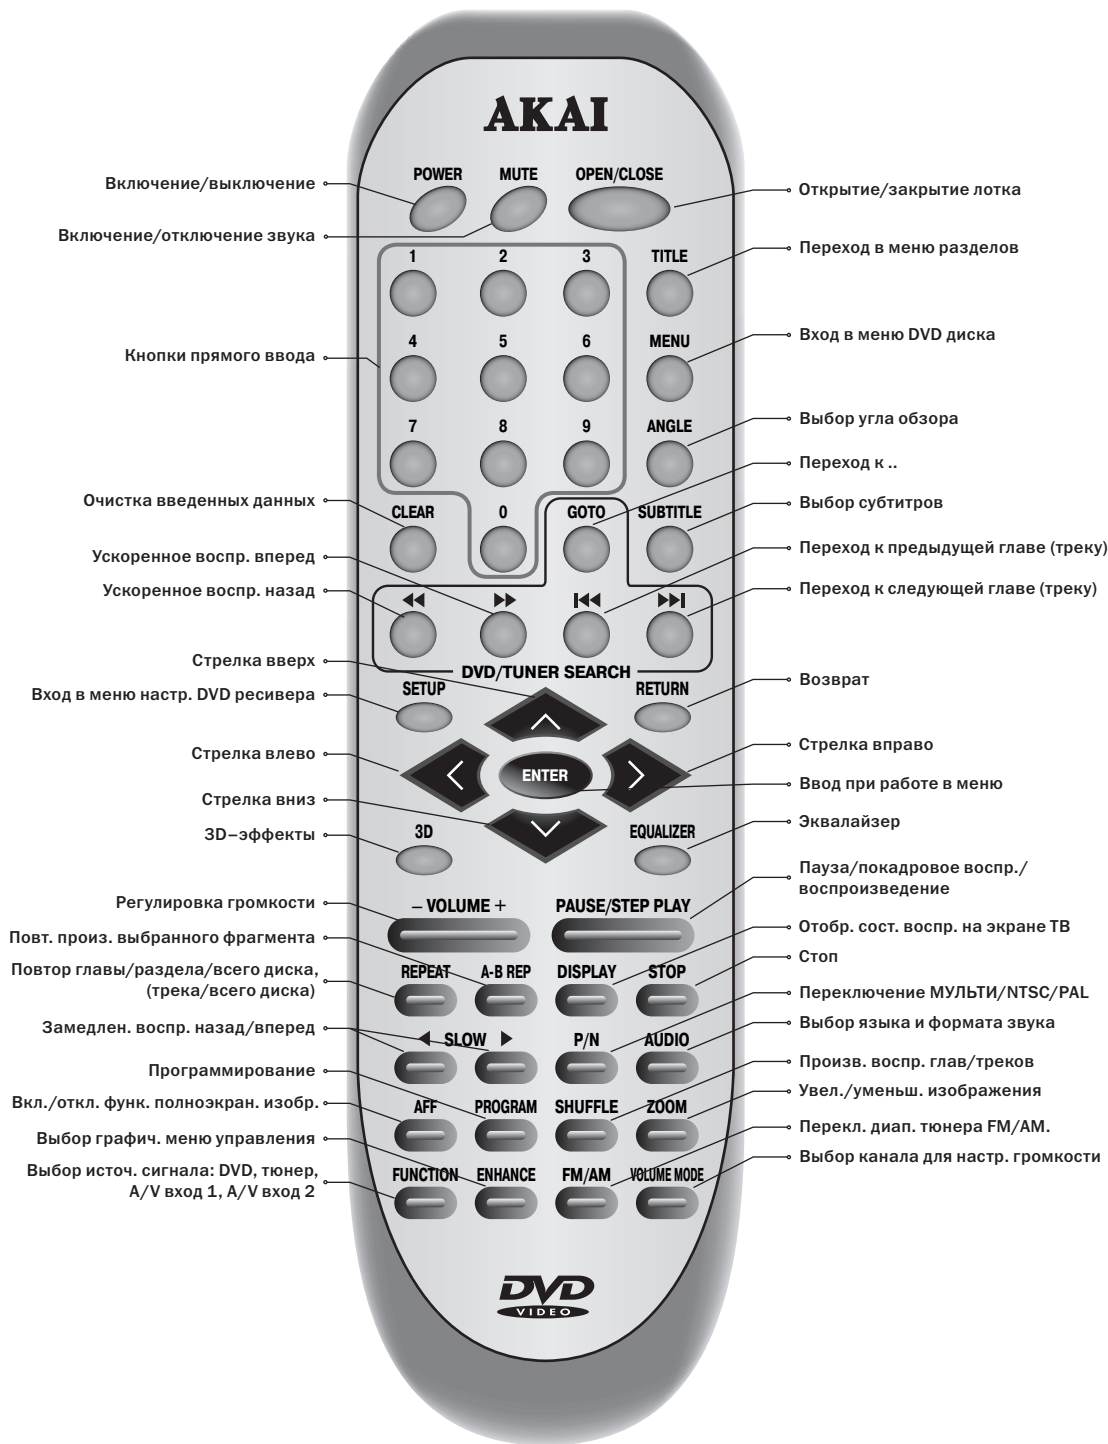 AKAI
POWER
MUTE
OPEN/CLOSE
Включение/выключение
Открытие/закрытие лотка
Включение/отключение звука
Переход в меню разделов
1
2
3
TITLE
Вход в меню DVD диска
4
5
6
MENU
Кнопки прямого ввода
Выбор угла обзора
7
8
9
ANGLE
Переход к ..
Очистка введенных данных
Выбор субтитров
CLEAR
0
GOTO
SUBTITLE
Ускоренное воспр. вперед
Переход к предыдущей главе (треку)
Ускоренное воспр. назад
Переход к следующей главе (треку)
Стрелка вверх
DVD/TUNER SEARCH
Возврат
SETUP
RETURN
Вход в меню настр. DVD ресивера
Стрелка влево
Стрелка вправо
ENTER
Ввод при работе в меню
Стрелка вниз
Эквалайзер
3D–эффекты
3D
EQUALIZER
Пауза/покадровое воспр./
воспроизведение
Регулировка громкости
– VOLUME +
PAUSE/STEP PLAY
Отобр. сост. воспр. на экране ТВ
Повт. произ. выбранного фрагмента
Стоп
Повтор главы/раздела/всего диска,
(трека/всего диска)
REPEAT
A-B REP
DISPLAY
STOP
Переключение МУЛЬТИ/NTSC/PAL
Замедлен. воспр. назад/вперед
Выбор языка и формата звука
SLOW
P/N
AUDIO
Произв. воспр. глав/треков
Программирование
Увел./уменьш. изображения
Вкл./откл. функ. полноэкран. изобр.
AFF
PROGRAM
SHUFFLE
ZOOM
Перекл. диап. тюнера FM/AM.
Выбор графич. меню управления
Выбор канала для настр. громкости
Выбор источ. сигнала: DVD, тюнер,
A/V вход 1, A/V вход 2
FUNCTION
ENHANCE
FM/AM
VOLUME MODE
DVD
VIDEO